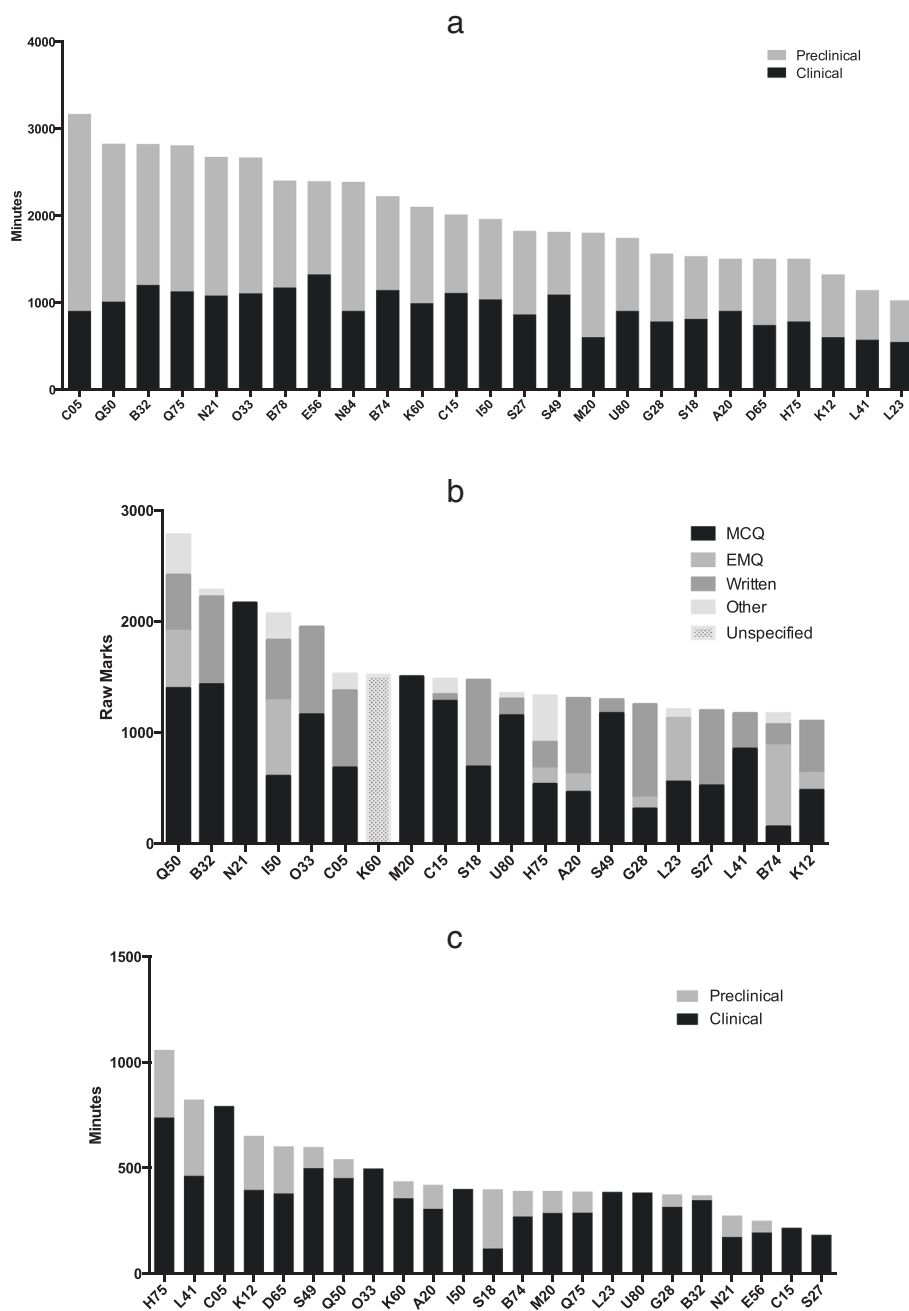 a
4000
3000
2000
1000
0
Minutes
Preclinical
Clinical
C05 Q50 B32 Q75 N21 O33 B78 E56 N84 B74 K60 C15 I50 S27 S49 M20 U80 G28 S18 A20 D65 H75 K12 L41 L23
b
3000
2000
1000
0
Raw Marks
MCQ
EMQ
Written
Other
Unspecified
Q50 B32 N21 I50 O33 C05 K60 M20 C15 S18 U80 H75 A20 S49 G28 L23 S27 L41 B74 K12
c
1500
1000
500
0
Minutes
Preclinical
Clinical
H75 L41 C05 K12 D65 S49 Q50 O33 K60 A20 I50 S18 B74 M20 Q75 L23 U80 G28 B32 N21 E56 C15 S27